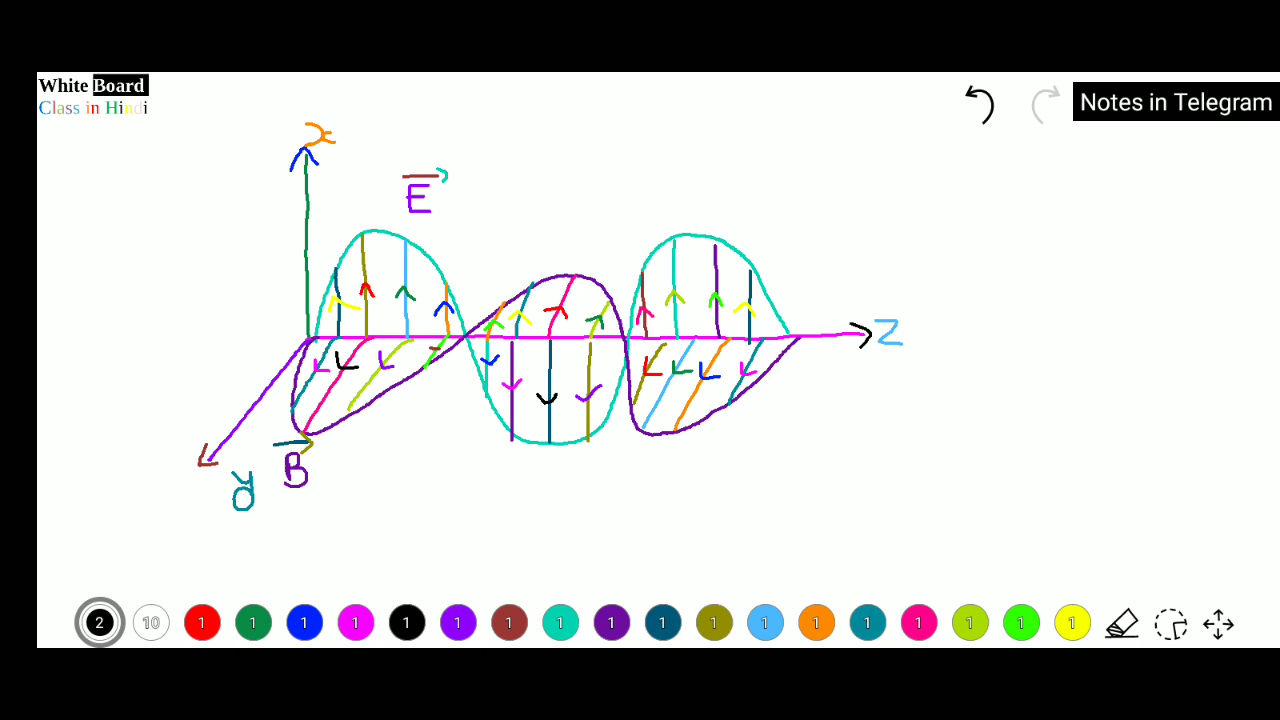 White Board
Class in Hindi
Notes in Telegram
x
E
z
B
y
2 10 1 1 1 1 1 1 1 1 1 1 1 1 1 1 1 1 1 1